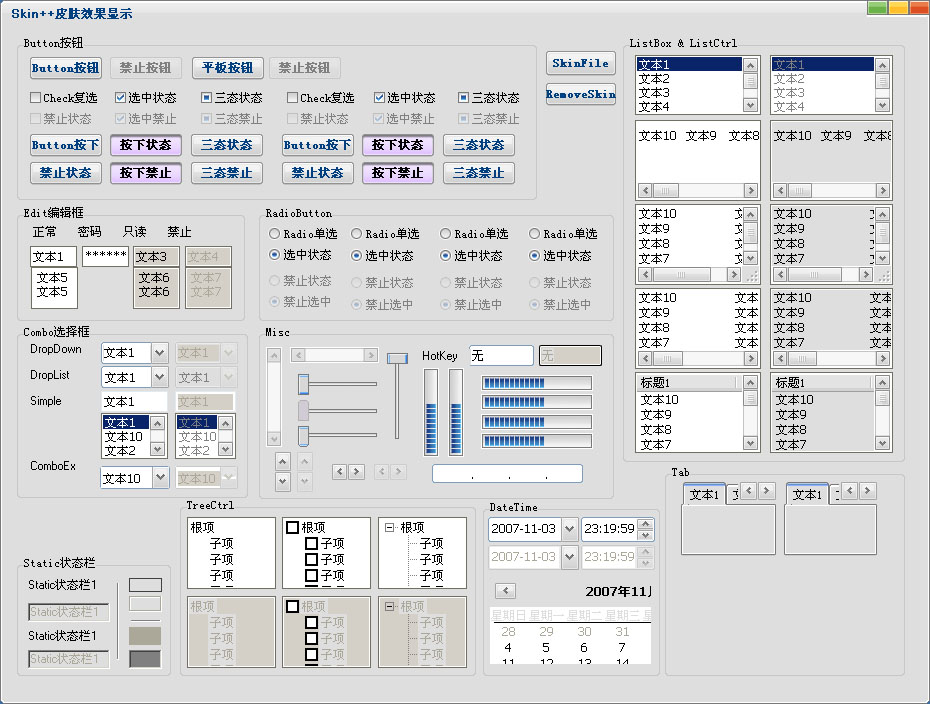 Skin++皮肤效果显示
Button按钮
Button按钮 禁止按钮 平板按钮 禁止按钮
Check复选 选中状态 三态状态 Check复选 选中状态 三态状态
禁止状态 选中禁止 三态禁止 禁止状态 选中禁止 三态禁止
Button按下 按下状态 三态状态 Button按下 按下状态 三态状态
禁止状态 按下禁止 三态禁止 禁止状态 按下禁止 三态禁止
SkinFile
RemoveSkin
Edit编辑框
正常 密码 只读 禁止
文本1 ****** 文本3 文本4
文本5 文本6 文本7
文本5 文本6 文本7
RadioButton
Radio单选 Radio单选 Radio单选 Radio单选
选中状态 选中状态 选中状态 选中状态
禁止状态 禁止状态 禁止状态 禁止状态
禁止选中 禁止选中 禁止选中 禁止选中
Combo选择框
DropDown 文本1 文本1
DropList 文本1 文本1
Simple 文本1 文本1
文本1 文本1
文本10 文本10
文本2 文本2
ComboEx 文本10 文本10
Misc
HotKey 无 无
. . .
ListBox & ListCtrl
文本1 文本1
文本2 文本2
文本3 文本3
文本4 文本4
文本10 文本9 文本8 文本10 文本9 文本8
文本10 文本10
文本9 文本9
文本8 文本8
文本7 文本7
文本10 文本 文本10 文本
文本9 文本 文本9 文本
文本8 文本 文本8 文本
文本7 文本 文本7 文本
标题1 标题1
文本10 文本10
文本9 文本9
文本8 文本8
文本7 文本7
Tab
文本1 文本1
Static状态栏
Static状态栏1
Static状态栏1
Static状态栏1
Static状态栏1
TreeCtrl
根项 根项 根项
子项 子项 子项
子项 子项 子项
子项 子项 子项
根项 根项 根项
子项 子项 子项
子项 子项 子项
子项 子项 子项
DateTime
2007-11-03 23:19:59
2007-11-03 23:19:59
2007年11月
星期日 星期一 星期二 星期三
28 29 30 31
4 5 6 7
11 12 13 14